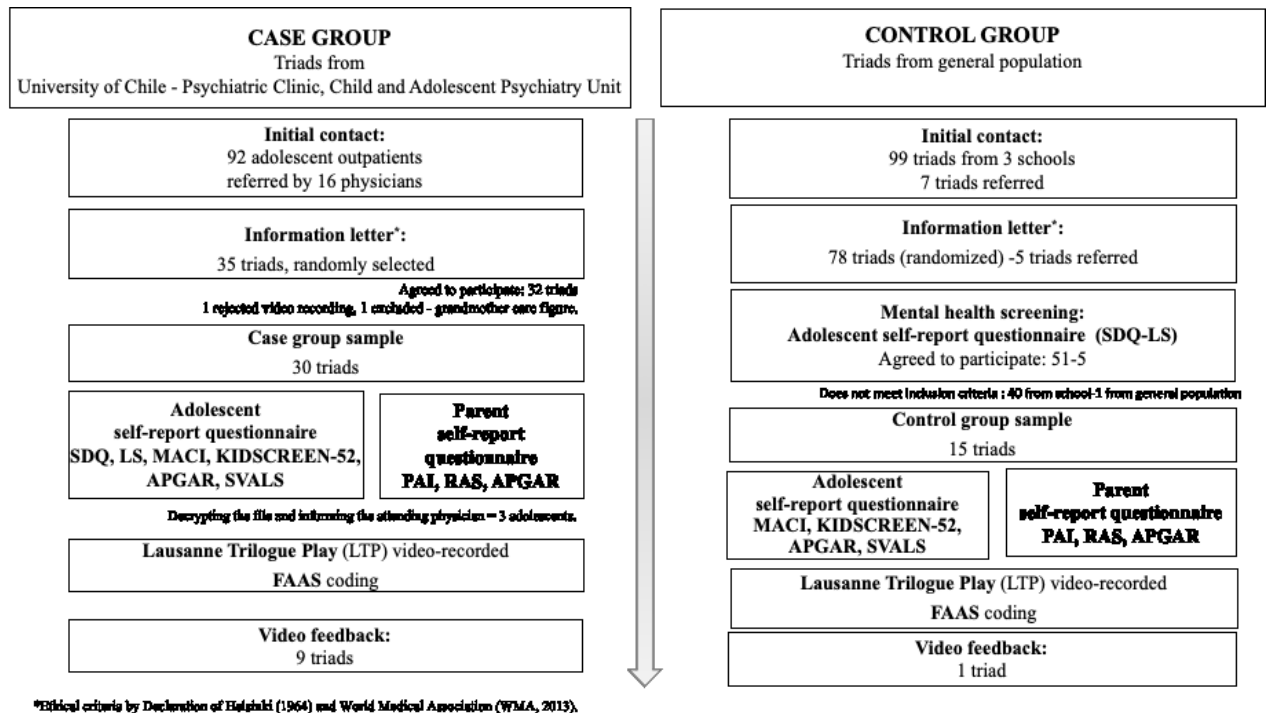 CASE GROUP
Triads from
University of Chile - Psychiatric Clinic, Child and Adolescent Psychiatry Unit
Initial contact:
92 adolescent outpatients
referred by 16 physicians
Information letter*:
35 triads, randomly selected
Agreed to participate: 32 triads
1 rejected video recording, 1 excluded - grandmother care figure.
Case group sample
30 triads
Adolescent
self-report questionnaire
SDQ, LS, MACI, KIDSCREEN-52,
APGAR, SVALS
Parent
self-report
questionnaire
PAI, RAS, APGAR
Decrypting the file and informing the attending physician = 3 adolescents.
Lausanne Trilogue Play (LTP) video-recorded
FAAS coding
Video feedback:
9 triads
*Ethical criteria by Declaration of Helsinki (1964) and World Medical Association (WMA, 2013).
CONTROL GROUP
Triads from general population
Initial contact:
99 triads from 3 schools
7 triads referred
Information letter*:
78 triads (randomized) -5 triads referred
Mental health screening:
Adolescent self-report questionnaire (SDQ-LS)
Agreed to participate: 51-5
Does not meet inclusion criteria : 40 from school-1 from general population
Control group sample
15 triads
Adolescent
self-report questionnaire
MACI, KIDSCREEN-52,
APGAR, SVALS
Parent
self-report questionnaire
PAI, RAS, APGAR
Lausanne Trilogue Play (LTP) video-recorded
FAAS coding
Video feedback:
1 triad